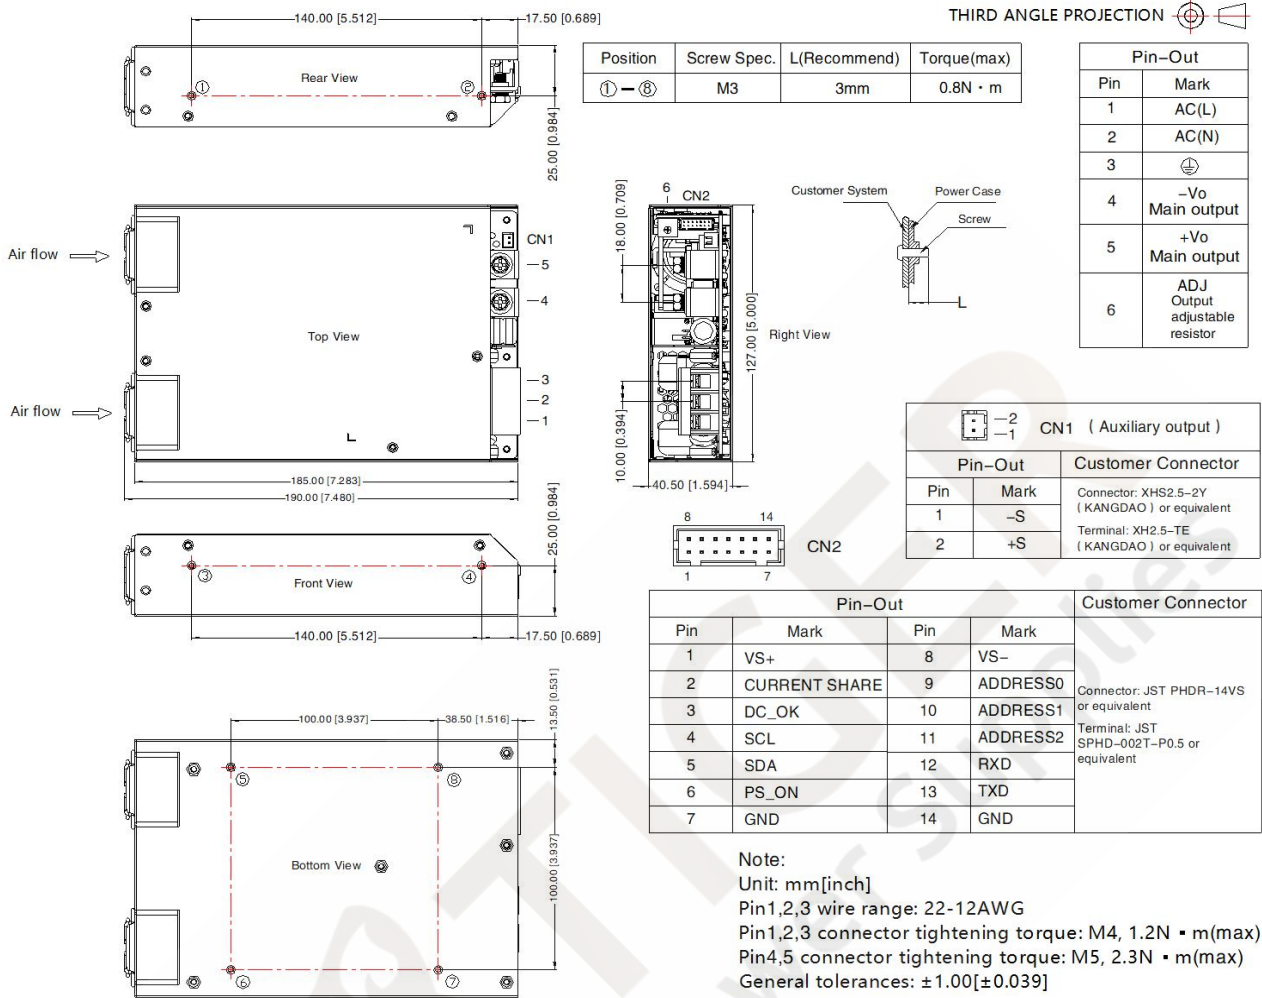 THIRD ANGLE PROJECTION
140.00 [5.512]
17.50 [0.689]
Rear View
① ②
25.00 [0.984]
Position Screw Spec. L(Recommend) Torque(max)
①－⑧ M3 3mm 0.8N・m
Pin-Out
Pin Mark
1 AC(L)
2 AC(N)
3
4 -Vo Main output
5 +Vo Main output
6 ADJ Output adjustable resistor
Air flow
Air flow
Top View
CN1
5
4
3
2
1
185.00 [7.283]
190.00 [7.480]
6 CN2
18.00 [0.709]
127.00 [5.000]
10.00 [0.394]
40.50 [1.594]
Right View
Customer System
Power Case
Screw
L
2
1
CN1 ( Auxiliary output )
Pin-Out Customer Connector
Pin Mark
1 -S
2 +S
Connector: XHS2.5-2Y
( KANGDAO ) or equivalent
Terminal: XH2.5-TE
( KANGDAO ) or equivalent
25.00 [0.984]
③ ④
Front View
140.00 [5.512]
17.50 [0.689]
8 14
CN2
1 7
Pin-Out Customer Connector
Pin Mark Pin Mark
1 VS+ 8 VS-
2 CURRENT SHARE 9 ADDRESS0
3 DC_OK 10 ADDRESS1
4 SCL 11 ADDRESS2
5 SDA 12 RXD
6 PS_ON 13 TXD
7 GND 14 GND
Connector: JST PHDR-14VS
or equivalent
Terminal: JST
SPHD-002T-P0.5 or
equivalent
100.00 [3.937]
38.50 [1.516]
13.50 [0.531]
⑤ ⑧
Bottom View
100.00 [3.937]
⑥ ⑦
Note:
Unit: mm[inch]
Pin1,2,3 wire range: 22-12AWG
Pin1,2,3 connector tightening torque: M4, 1.2N ▪ m(max)
Pin4,5 connector tightening torque: M5, 2.3N ▪ m(max)
General tolerances: ±1.00[±0.039]
TIGER
wer Supplies